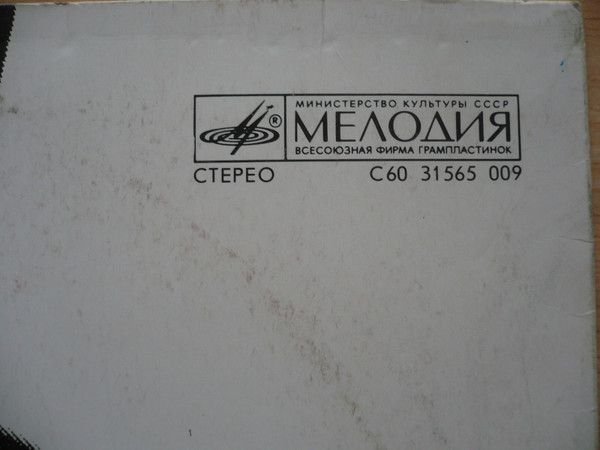 МИНИСТЕРСТВО КУЛЬТУРЫ СССР
®
МЕЛОДИЯ
ВСЕСОЮЗНАЯ ФИРМА ГРАМПЛАСТИНОК
СТЕРЕО С60 31565 009